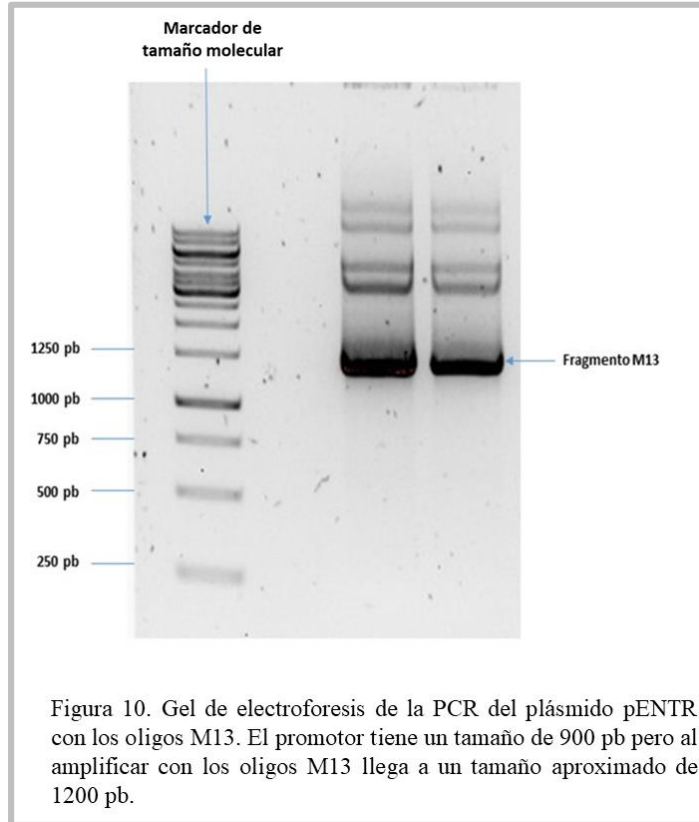 Marcador de
tamaño molecular
1250 pb
Fragmento M13
1000 pb
750 pb
500 pb
250 pb
Figura 10. Gel de electroforesis de la PCR del plásmido pENTR
con los oligos M13. El promotor tiene un tamaño de 900 pb pero al
amplificar con los oligos M13 llega a un tamaño aproximado de
1200 pb.